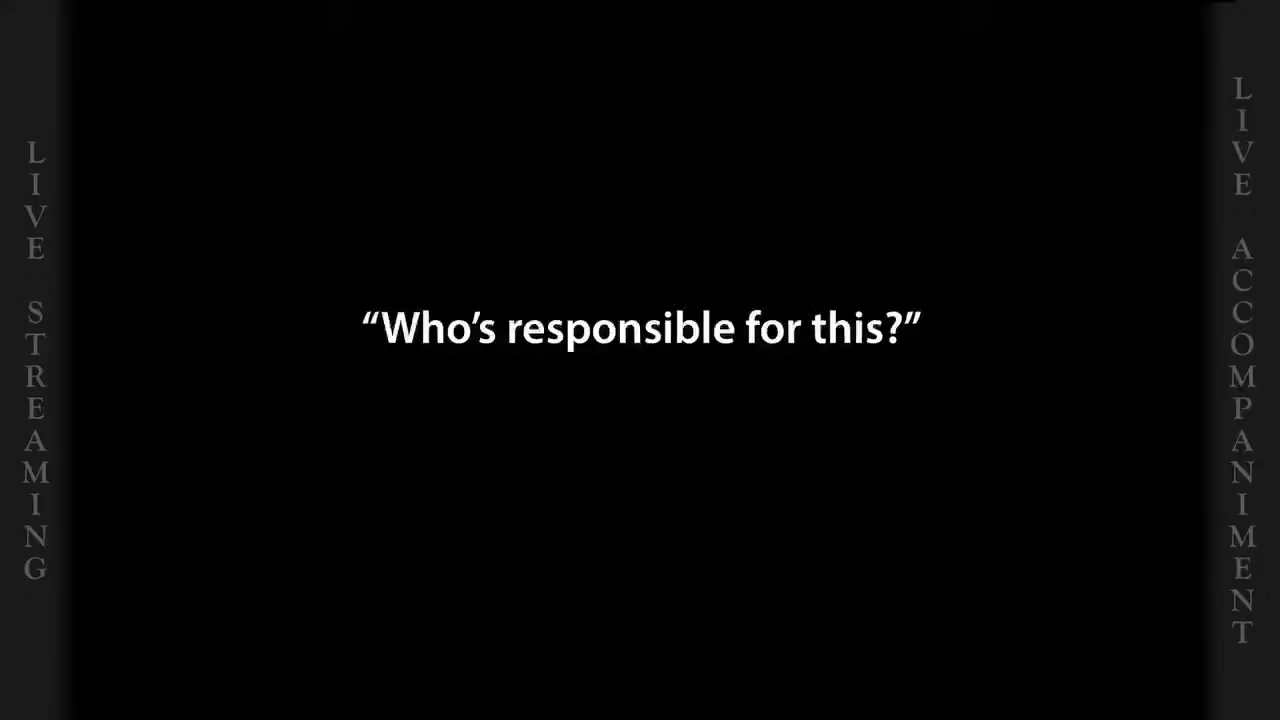 LIVE STREAMING
“Who’s responsible for this?”
LIVE ACCOMPANIMENT